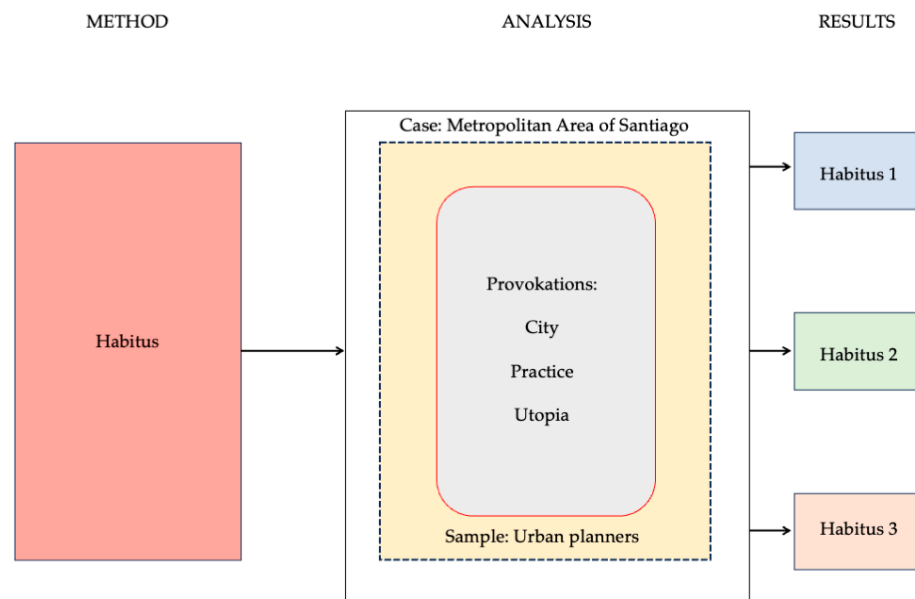 METHOD
ANALYSIS
RESULTS
Case: Metropolitan Area of Santiago
Habitus
Provokations:
City
Practice
Utopia
Sample: Urban planners
Habitus 1
Habitus 2
Habitus 3